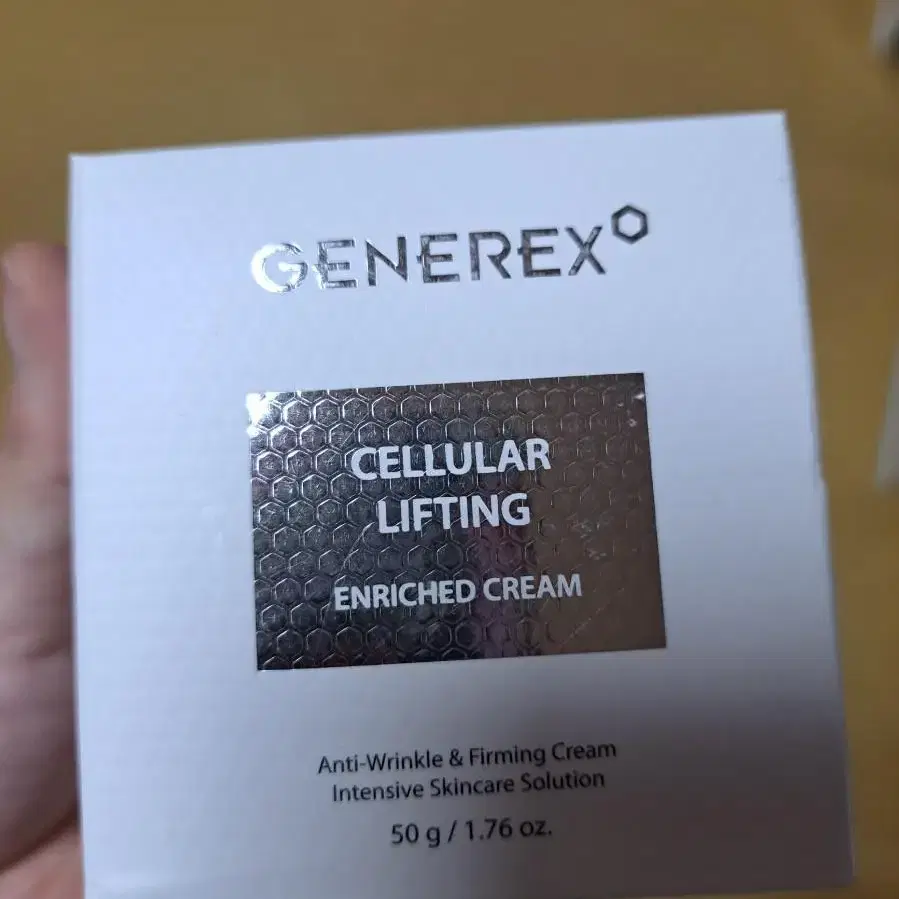 GENEREX
CELLULAR
LIFTING
ENRICHED CREAM
Anti-Wrinkle & Firming Cream
Intensive Skincare Solution
50 g / 1.76 oz.